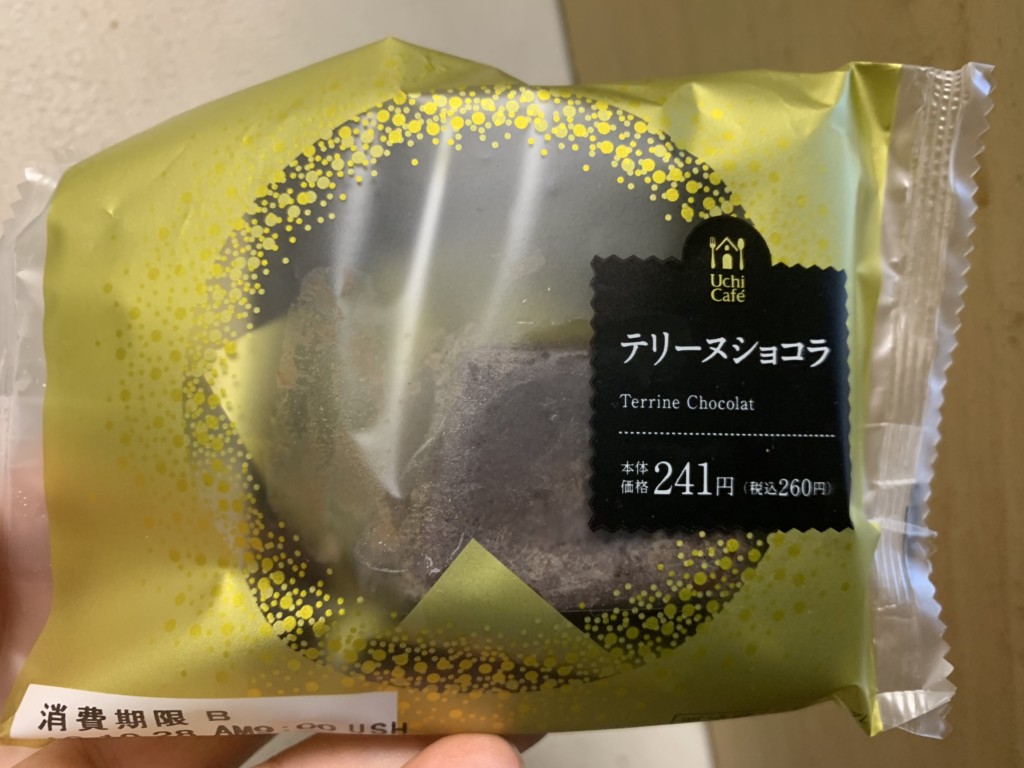 Uchi
Café
テリーヌショコラ
Terrine Chocolat
本体
価格 241円 (税込260円)
消費期限 B